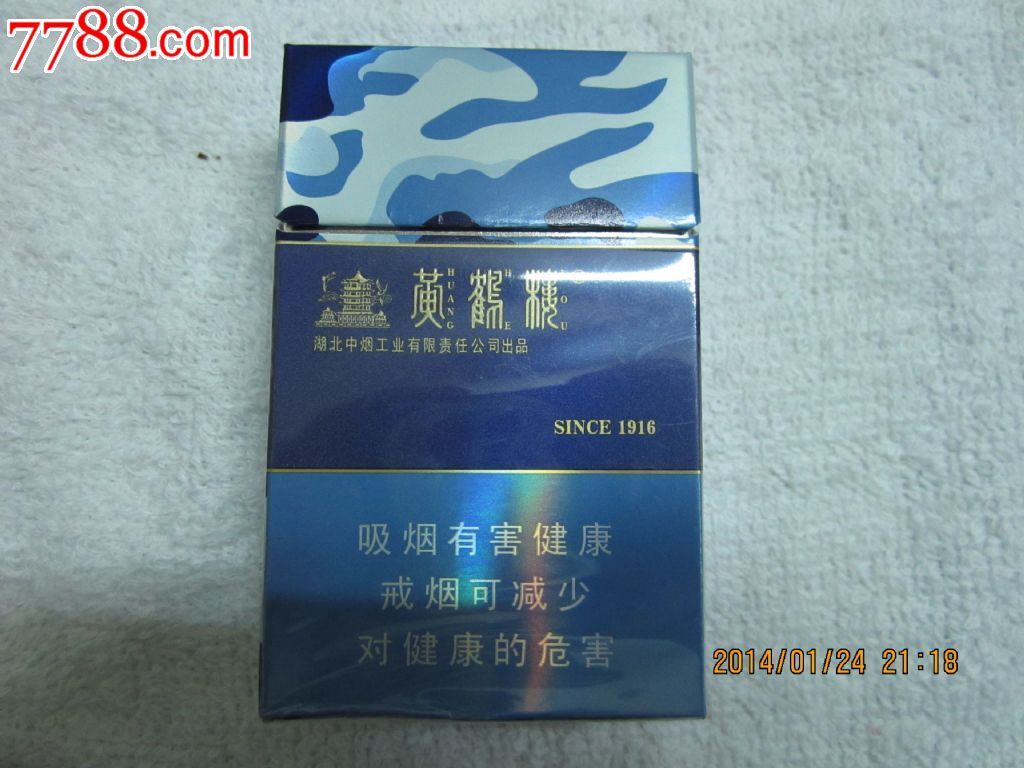 7788.com
黄鹤楼
HUANG HE LOU
湖北中烟工业有限责任公司出品
SINCE 1916
吸烟有害健康
戒烟可减少
对健康的危害
2014/01/24 21:18